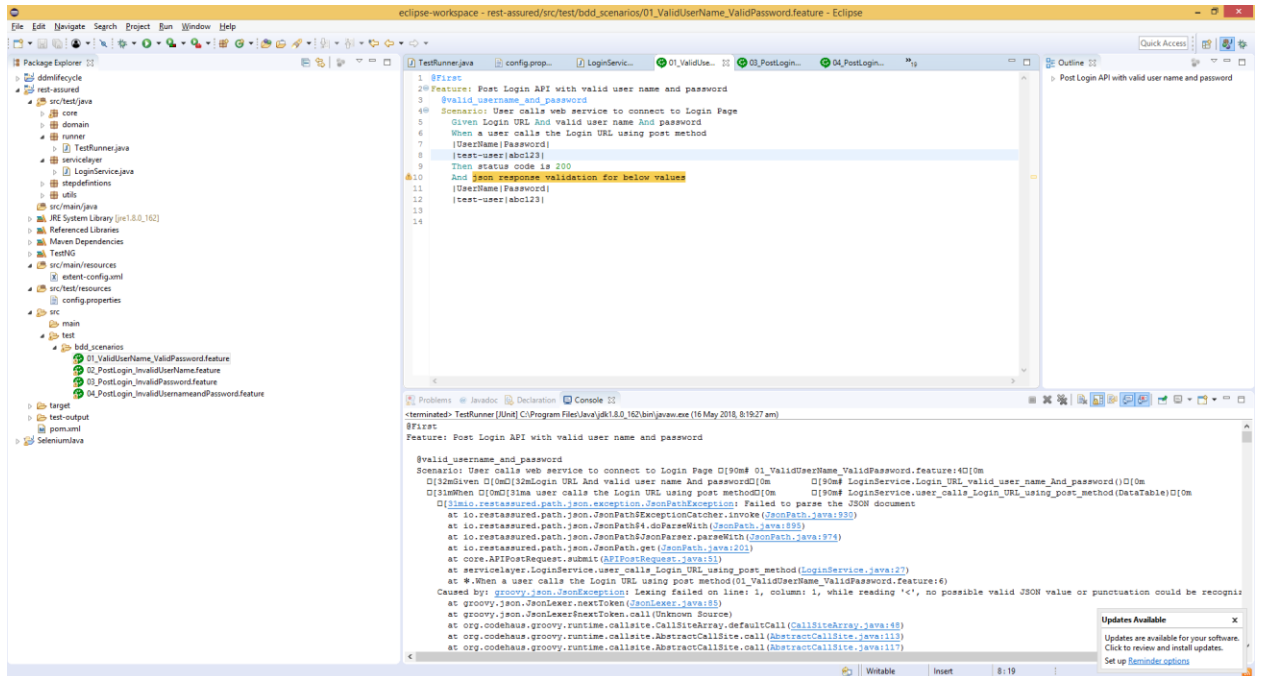 eclipse-workspace - rest-assured/src/test/bdd_scenarios/01_ValidUserName_ValidPassword.feature - Eclipse
File Edit Navigate Search Project Run Window Help
Quick Access
Package Explorer
ddmlifecycle
rest-assured
src/test/java
core
domain
runner
TestRunner.java
servicelayer
LoginService.java
stepdefintions
utils
src/main/java
JRE System Library [jre1.8.0_162]
Referenced Libraries
Maven Dependencies
TestNG
src/main/resources
extent-config.xml
src/test/resources
config.properties
src
main
test
bdd_scenarios
01_ValidUserName_ValidPassword.feature
02_PostLogin_InvalidUserName.feature
03_PostLogin_InvalidPassword.feature
04_PostLogin_InvalidUsernameandPassword.feature
target
test-output
pom.xml
SeleniumJava
TestRunner.java config.prop... LoginServic... 01_ValidUse... 03_PostLogin... 04_PostLogin... »19
1 @First
2 Feature: Post Login API with valid user name and password
3 @valid_username_and_password
4 Scenario: User calls web service to connect to Login Page
5 Given Login URL And valid user name And password
6 When a user calls the Login URL using post method
7 |UserName|Password|
8 |test-user|abc123|
9 Then status code is 200
10 And json response validation for below values
11 |UserName|Password|
12 |test-user|abc123|
13
14
Outline
Post Login API with valid user name and password
Problems Javadoc Declaration Console
<terminated> TestRunner [JUnit] C:\Program Files\Java\jdk1.8.0_162\bin\javaw.exe (16 May 2018, 8:19:27 am)
@First
Feature: Post Login API with valid user name and password
@valid_username_and_password
Scenario: User calls web service to connect to Login Page □[90m# 01_ValidUserName_ValidPassword.feature:4□[0m
□[32mGiven □[0m□[32mLogin URL And valid user name And password□[0m □[90m# LoginService.Login_URL_valid_user_name_And_password()□[0m
□[31mWhen □[0m□[31ma user calls the Login URL using post method□[0m □[90m# LoginService.user_calls_Login_URL_using_post_method(DataTable)□[0m
□[31mio.restassured.path.json.exception.JsonPathException: Failed to parse the JSON document
at io.restassured.path.json.JsonPath$ExceptionCatcher.invoke(JsonPath.java:930)
at io.restassured.path.json.JsonPath$4.doParseWith(JsonPath.java:895)
at io.restassured.path.json.JsonPath$JsonParser.parseWith(JsonPath.java:974)
at io.restassured.path.json.JsonPath.get(JsonPath.java:201)
at core.APIPostRequest.submit(APIPostRequest.java:51)
at servicelayer.LoginService.user_calls_Login_URL_using_post_method(LoginService.java:27)
at *.When a user calls the Login URL using post method(01_ValidUserName_ValidPassword.feature:6)
Caused by: groovy.json.JsonException: Lexing failed on line: 1, column: 1, while reading '<', no possible valid JSON value or punctuation could be recogni
at groovy.json.JsonLexer.nextToken(JsonLexer.java:85)
at groovy.json.JsonLexer$nextToken.call(Unknown Source)
at org.codehaus.groovy.runtime.callsite.CallSiteArray.defaultCall(CallSiteArray.java:48)
at org.codehaus.groovy.runtime.callsite.AbstractCallSite.call(AbstractCallSite.java:113)
at org.codehaus.groovy.runtime.callsite.AbstractCallSite.call(AbstractCallSite.java:117)
Updates Available x
Updates are available for your software.
Click to review and install updates.
Set up Reminder options
Writable Insert 8:19